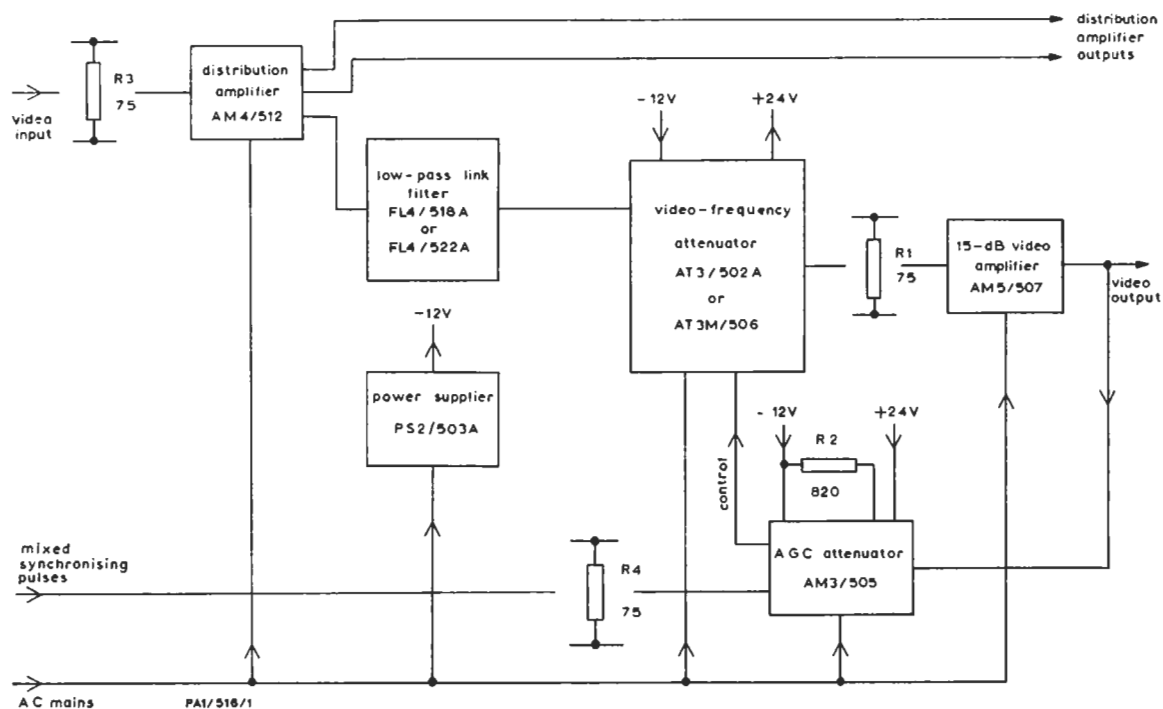 distribution
amplifier
outputs
R3
75
video
input
distribution
amplifier
AM4/512
-12V
+24V
low-pass link
filter
FL4/518A
or
FL4/522A
video-frequency
attenuator
AT3/502A
or
AT3M/506
R1
75
15-dB video
amplifier
AM5/507
video
output
-12V
power supplier
PS2/503A
-12V
+24V
R2
820
control
AGC attenuator
AM3/505
mixed
synchronising
pulses
R4
75
AC mains
PA1/516/1